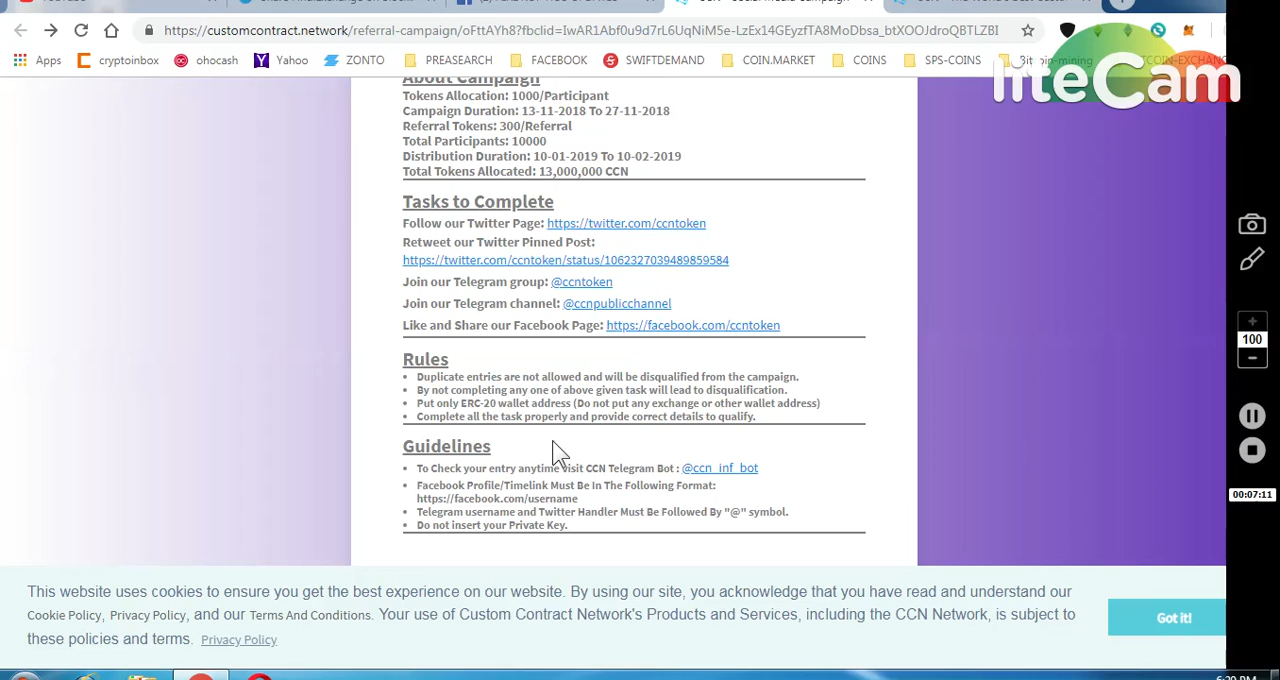 https://customcontract.network/referral-campaign/oFttAYh8?fbclid=IwAR1Abf0u9d7rL6UqNiM5e-LzEx14GEyzfTA8MoDbsa_btXOOJdroQBTLZBI
Apps cryptoinbox ohocash Yahoo ZONTO PREASEARCH FACEBOOK SWIFTDEMAND COIN.MARKET COINS SPS-COINS
liteCam
About Campaign
Tokens Allocation: 1000/Participant
Campaign Duration: 13-11-2018 To 27-11-2018
Referral Tokens: 300/Referral
Total Participants: 10000
Distribution Duration: 10-01-2019 To 10-02-2019
Total Tokens Allocated: 13,000,000 CCN
Tasks to Complete
Follow our Twitter Page: https://twitter.com/ccntoken
Retweet our Twitter Pinned Post:
https://twitter.com/ccntoken/status/1062327039489859584
Join our Telegram group: @ccntoken
Join our Telegram channel: @ccnpublicchannel
Like and Share our Facebook Page: https://facebook.com/ccntoken
100
Rules
• Duplicate entries are not allowed and will be disqualified from the campaign.
• By not completing any one of above given task will lead to disqualification.
• Put only ERC-20 wallet address (Do not put any exchange or other wallet address)
• Complete all the task properly and provide correct details to qualify.
Guidelines
• To Check your entry anytime visit CCN Telegram Bot : @ccn_inf_bot
• Facebook Profile/Timelink Must Be In The Following Format:
https://facebook.com/username
• Telegram username and Twitter Handler Must Be Followed By "@" symbol.
• Do not insert your Private Key.
00:07:11
This website uses cookies to ensure you get the best experience on our website. By using our site, you acknowledge that you have read and understand our
Cookie Policy, Privacy Policy, and our Terms And Conditions. Your use of Custom Contract Network's Products and Services, including the CCN Network, is subject to
these policies and terms. Privacy Policy
Got it!